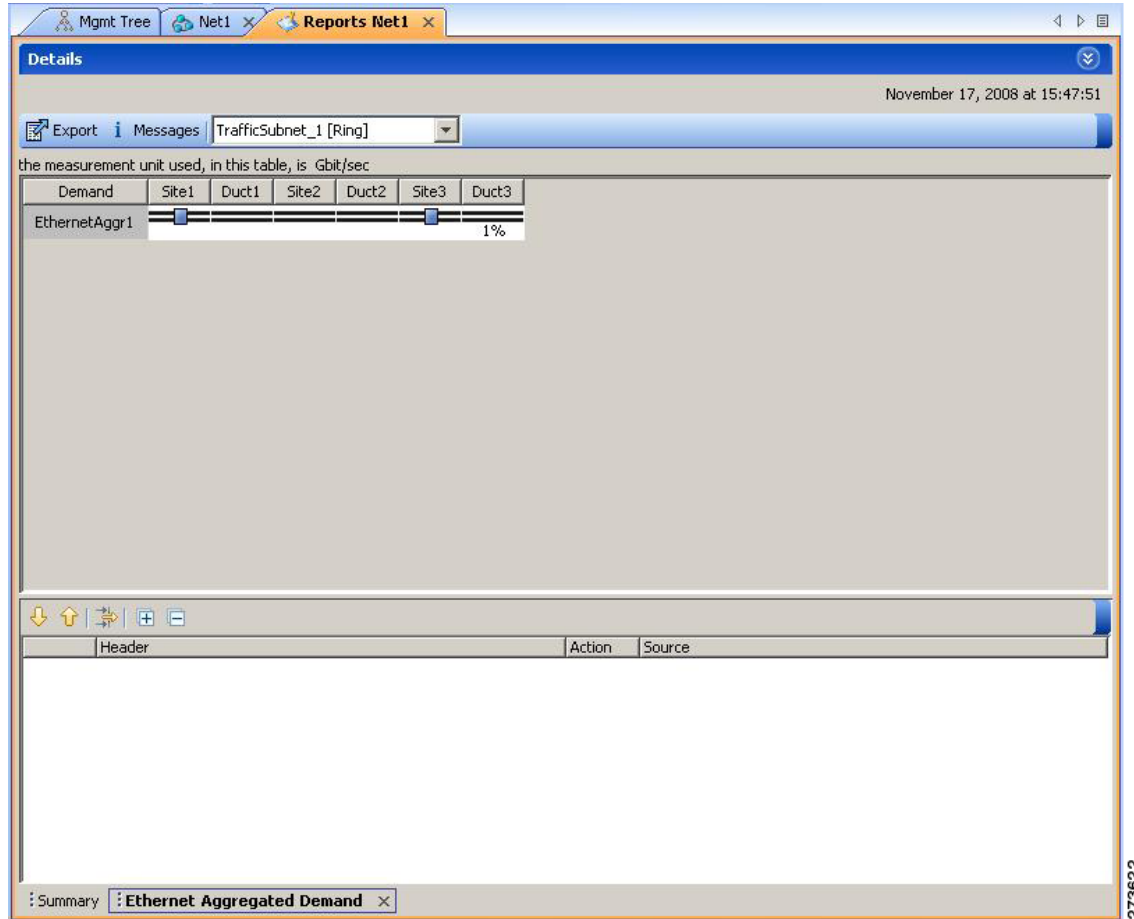 Mgmt Tree Net1 Reports Net1
Details
November 17, 2008 at 15:47:51
Export Messages TrafficSubnet_1 [Ring]
the measurement unit used, in this table, is Gbit/sec
Demand Site1 Duct1 Site2 Duct2 Site3 Duct3
EthernetAggr1
1%
Header Action Source
Summary Ethernet Aggregated Demand